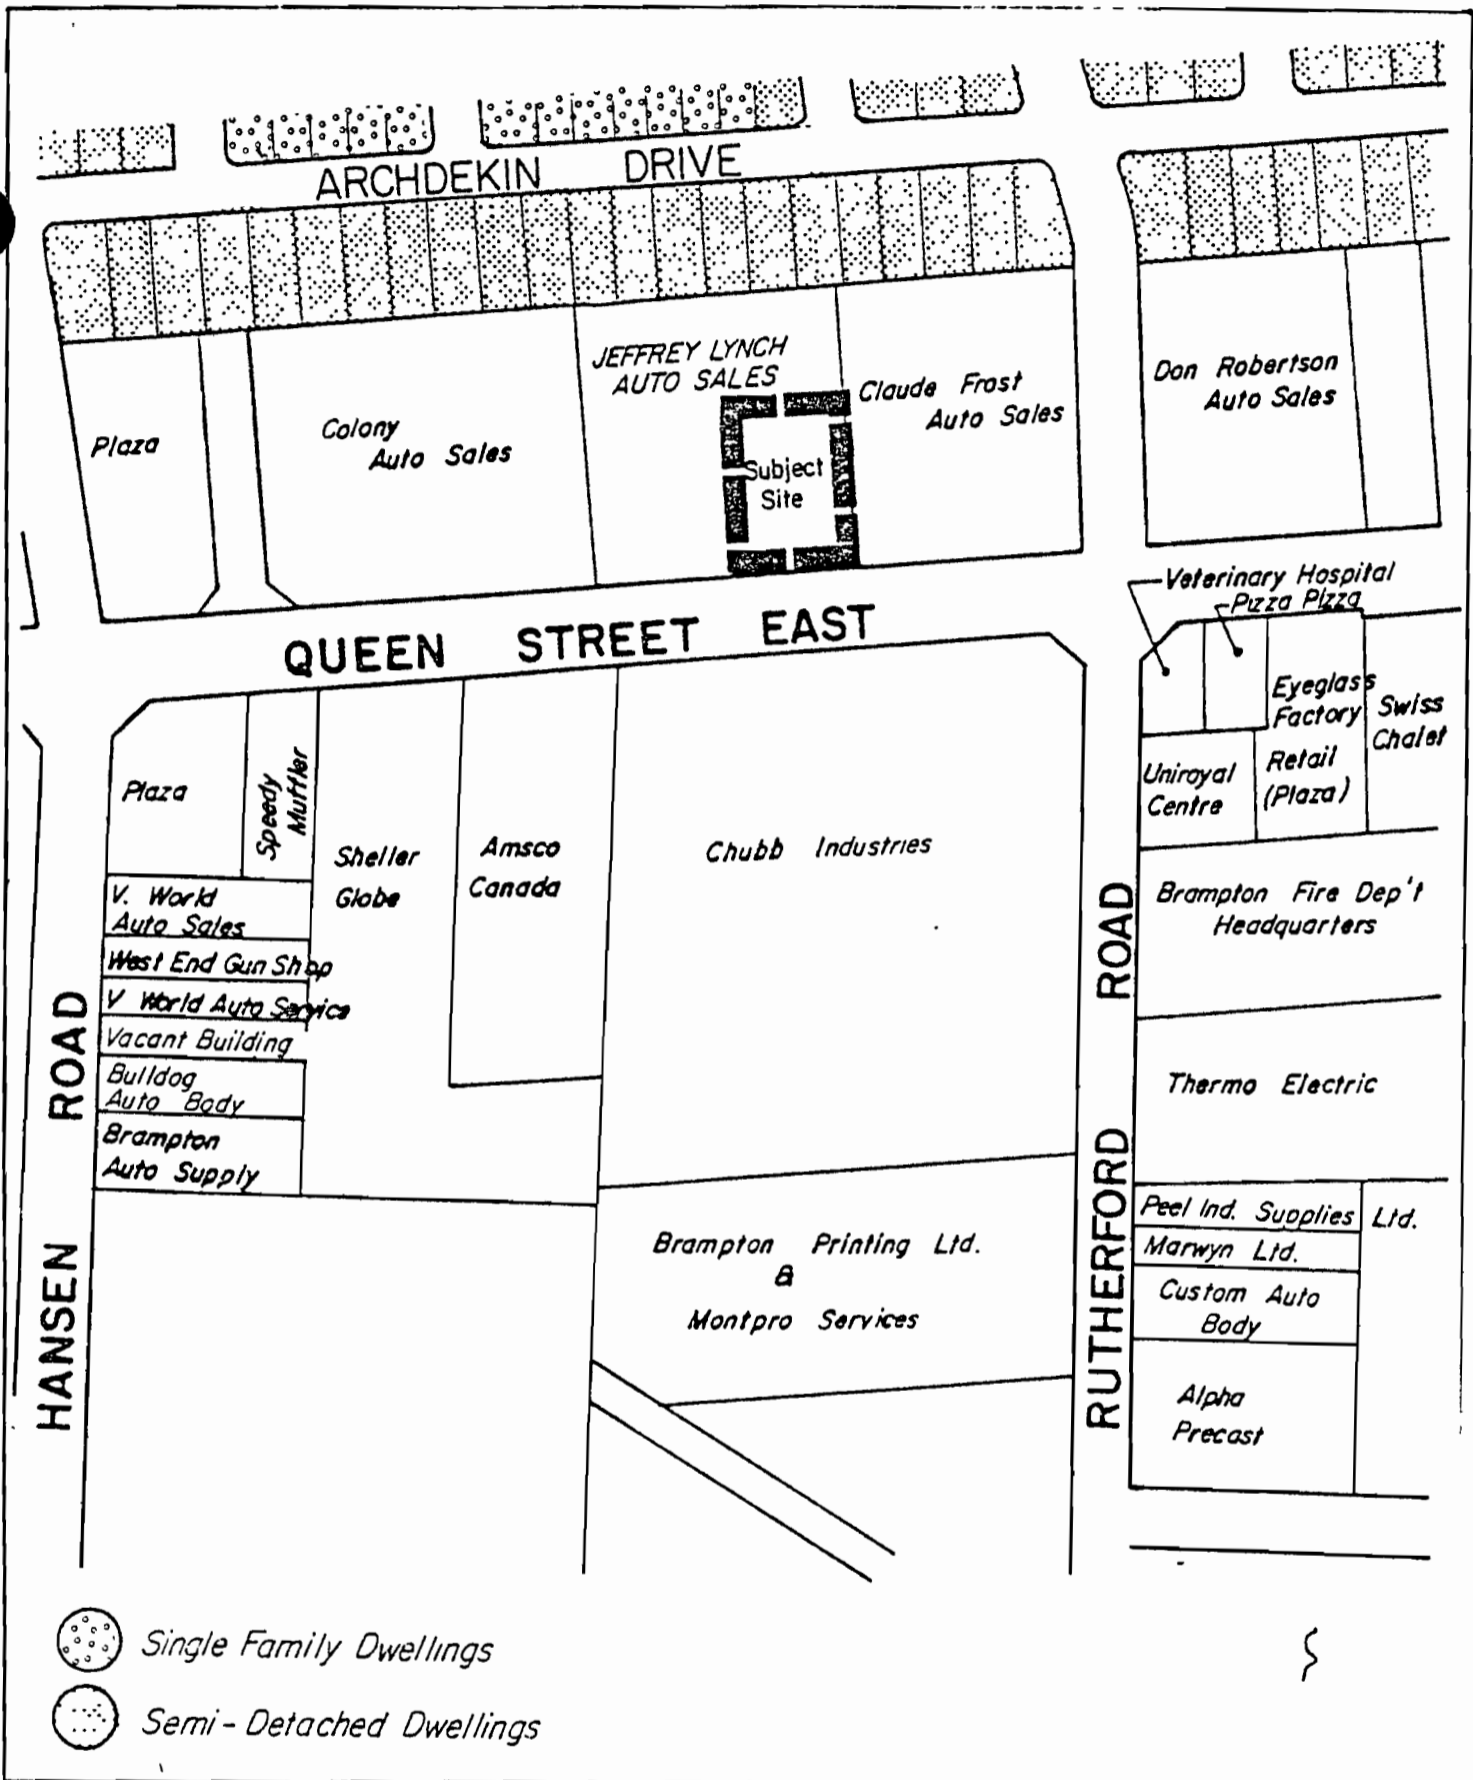 ARCHDEKIN DRIVE
JEFFREY LYNCH
AUTO SALES
Claude Frost
Auto Sales
Don Robertson
Auto Sales
Plaza
Colony
Auto Sales
Subject
Site
Veterinary Hospital
Pizza Pizza
QUEEN STREET EAST
Eyeglass
Factory
Swiss
Chalet
Plaza
Speedy
Muffler
Uniroyal
Centre
Retail
(Plaza)
Sheller
Globe
Amsco
Canada
Chubb Industries
V. World
Auto Sales
West End Gun Shop
V World Auto Service
Vacant Building
Bulldog
Auto Body
Brampton
Auto Supply
Brampton Fire Dep't
Headquarters
Thermo Electric
HANSEN ROAD
RUTHERFORD ROAD
Peel Ind. Supplies Ltd.
Marwyn Ltd.
Custom Auto
Body
Alpha
Precast
Brampton Printing Ltd.
&
Montpro Services
Single Family Dwellings
Semi-Detached Dwellings